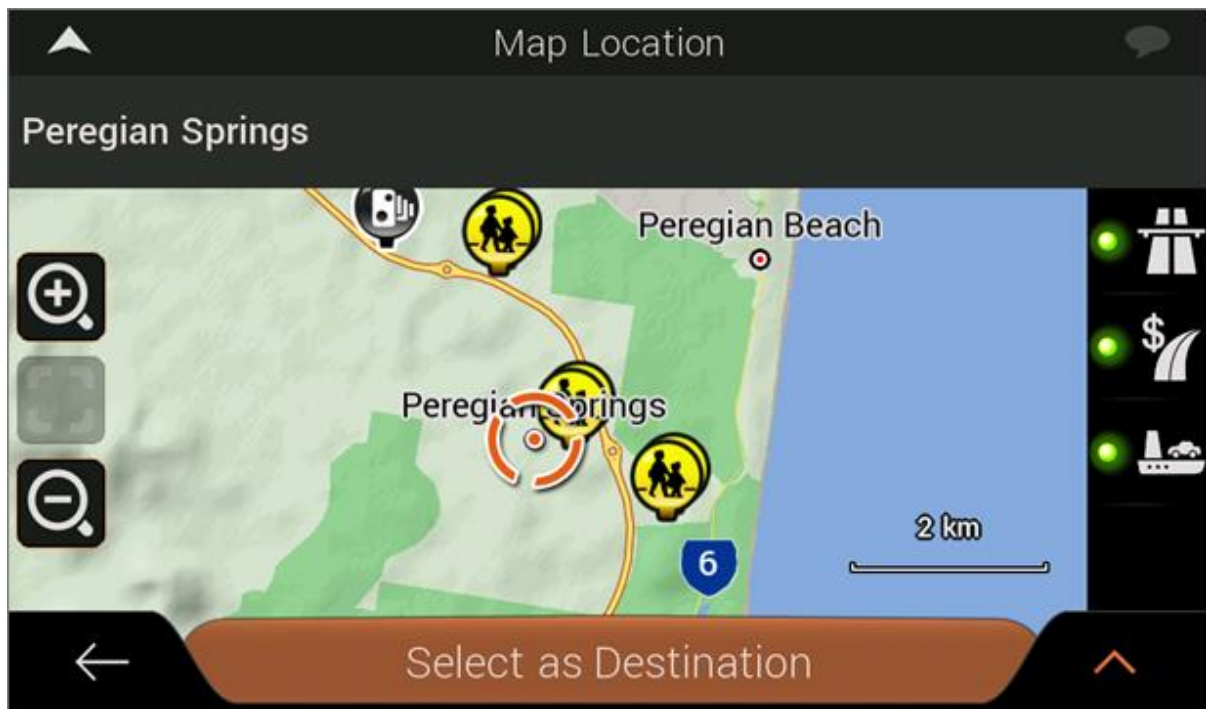 Map Location
Peregian Springs
Peregian Beach
$
Peregian Springs
2 km
6
Select as Destination